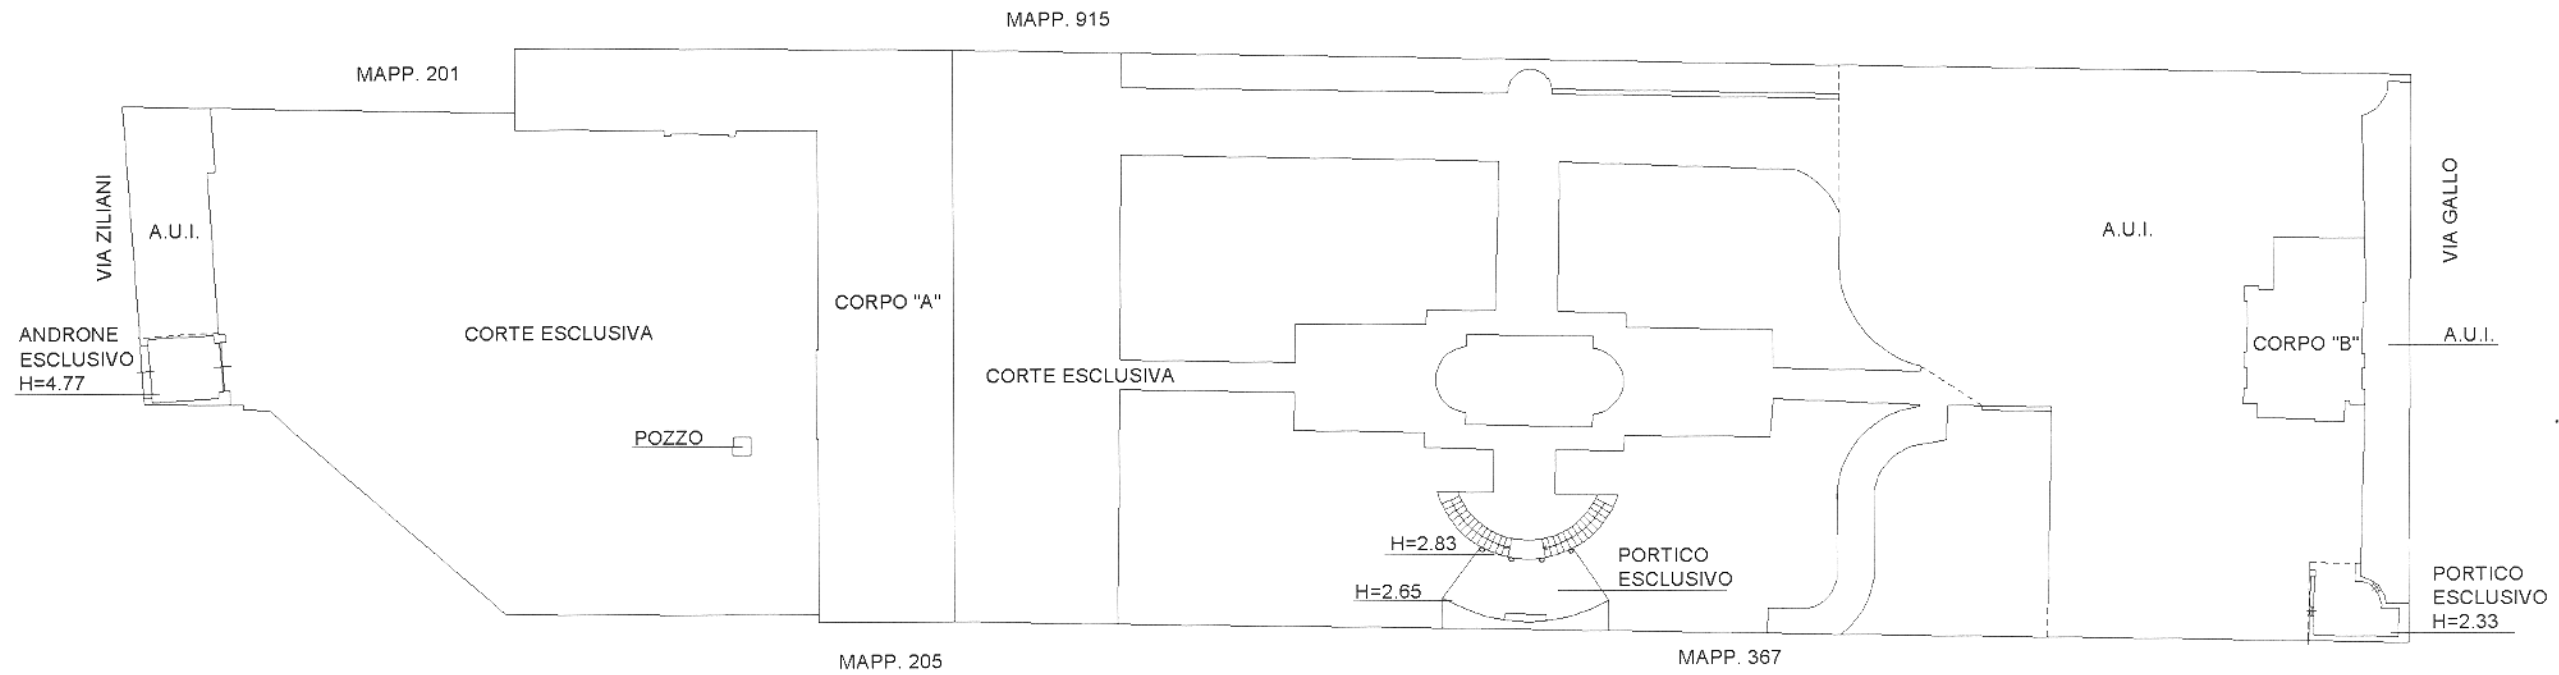 MAPP. 915
MAPP. 201
VIA ZILIANI
A.U.I.
ANDRONE
ESCLUSIVO
H=4.77
CORTE ESCLUSIVA
POZZO
CORPO "A"
CORTE ESCLUSIVA
H=2.83
H=2.65
PORTICO
ESCLUSIVO
A.U.I.
CORPO "B"
VIA GALLO
A.U.I.
PORTICO
ESCLUSIVO
H=2.33
MAPP. 205
MAPP. 367